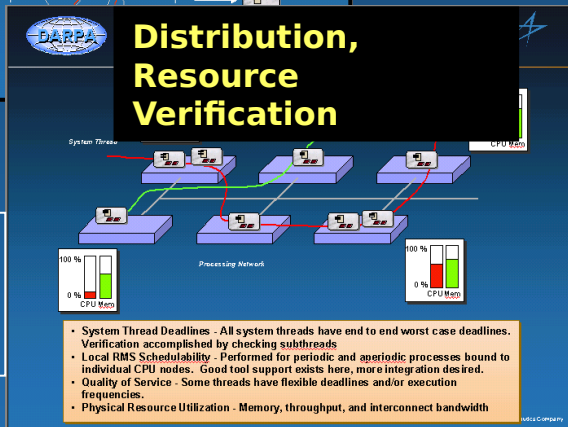 DARPA
Distribution,
Resource
Verification
System Thread
CPU Mem
Processing Network
100 %
0 %
CPU Mem
100 %
0 %
CPU Mem
• System Thread Deadlines - All system threads have end to end worst case deadlines.
Verification accomplished by checking subthreads
• Local RMS Schedulability - Performed for periodic and aperiodic processes bound to
individual CPU nodes. Good tool support exists here, more integration desired.
• Quality of Service - Some threads have flexible deadlines and/or execution
frequencies.
• Physical Resource Utilization - Memory, throughput, and interconnect bandwidth
Company